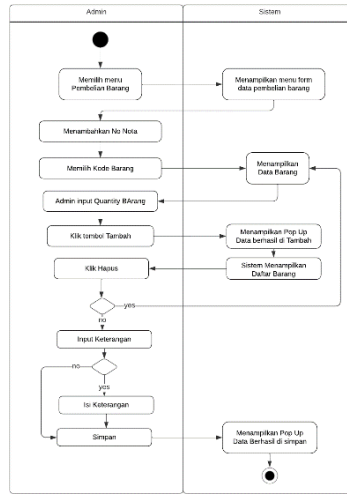 Admin
Sistem
Memilih menu
Pembelian Barang
Menampilkan menu form
data pembelian barang
Menambahkan No Nota
Memilih Kode Barang
Menampilkan
Data Barang
Admin input Quantity BArang
Klik tombol Tambah
Menampilkan Pop Up
Data berhasil di Tambah
Klik Hapus
Sistem Menampilkan
Daftar Barang
yes
no
Input Keterangan
no
yes
Isi Keterangan
Simpan
Menampilkan Pop Up
Data Berhasil di simpan